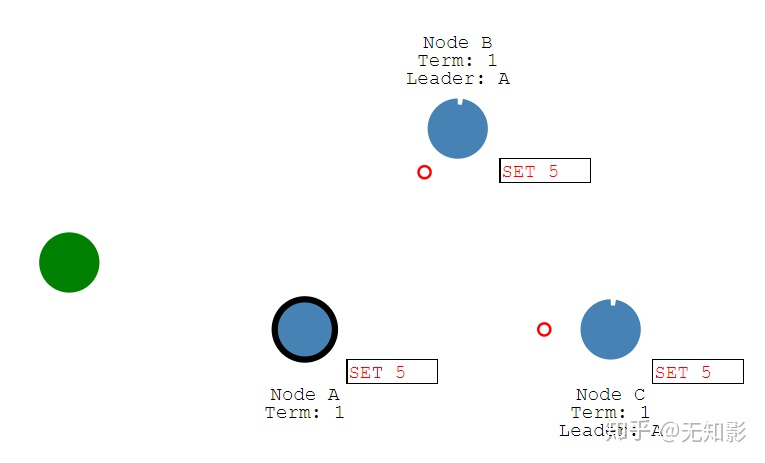 Node B
Term: 1
Leader: A
SET 5
SET 5
Node A
Term: 1
SET 5
Node C
Term: 1
Leader: A
知乎 @无知影